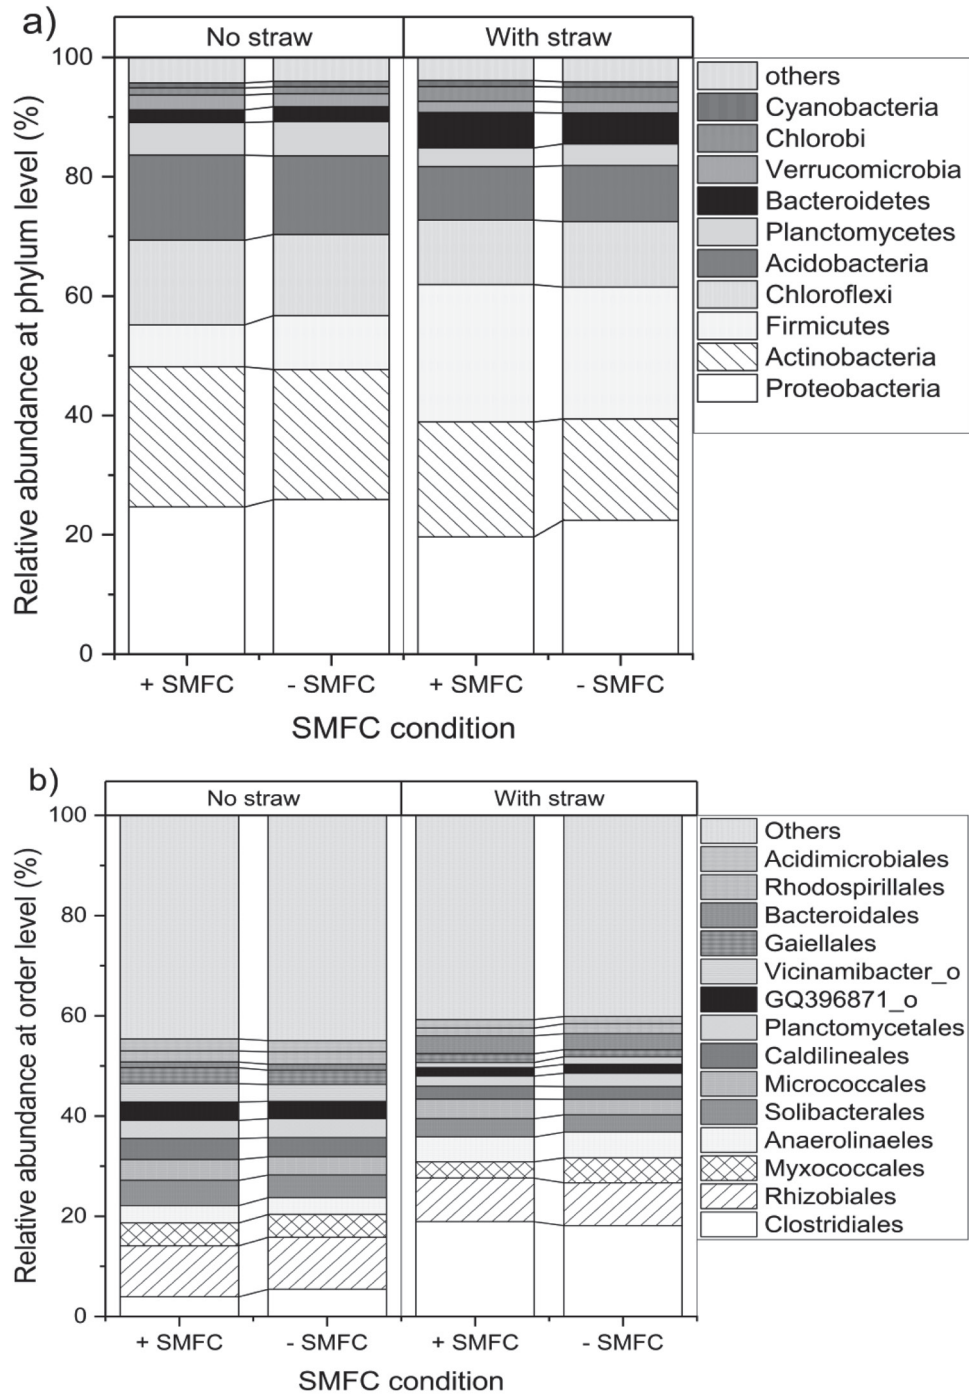 a)
No straw
With straw
Relative abundance at phylum level (%)
100
80
60
40
20
0
+ SMFC
- SMFC
+ SMFC
- SMFC
SMFC condition
others
Cyanobacteria
Chlorobi
Verrucomicrobia
Bacteroidetes
Planctomycetes
Acidobacteria
Chloroflexi
Firmicutes
Actinobacteria
Proteobacteria
b)
No straw
With straw
Relative abundance at order level (%)
100
80
60
40
20
0
+ SMFC
- SMFC
+ SMFC
- SMFC
SMFC condition
Others
Acidimicrobiales
Rhodospirillales
Bacteroidales
Gaiellales
Vicinamibacter_o
GQ396871_o
Planctomycetales
Caldilineales
Micrococcales
Solibacterales
Anaerolinaeles
Myxococcales
Rhizobiales
Clostridiales